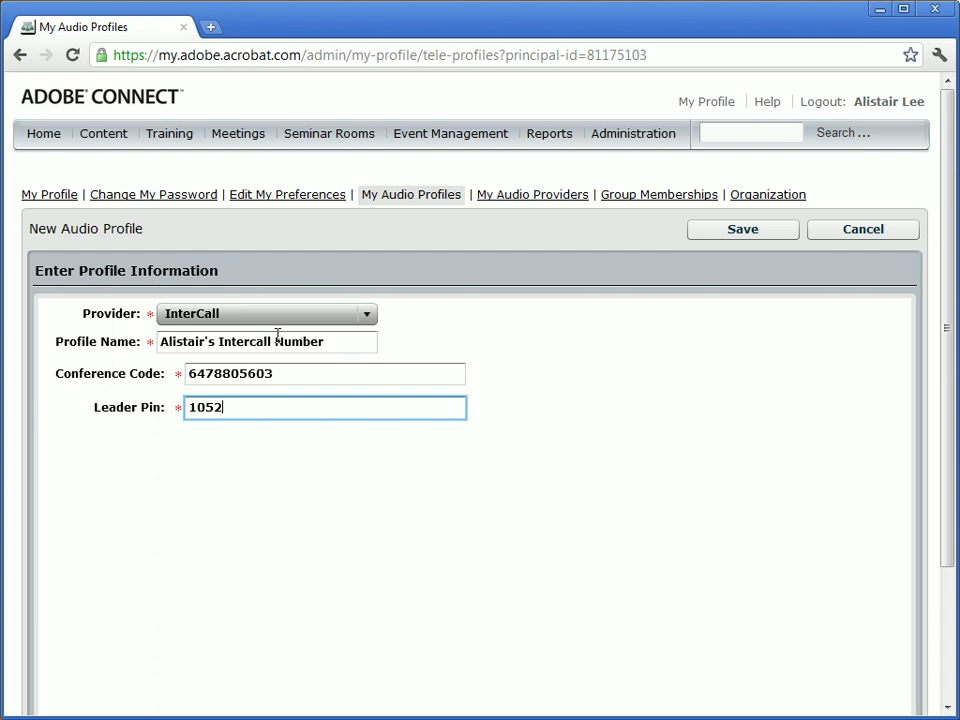 My Audio Profiles
https://my.adobe.acrobat.com/admin/my-profile/tele-profiles?principal-id=81175103
ADOBE® CONNECT™
My Profile | Help | Logout: Alistair Lee
Home Content Training Meetings Seminar Rooms Event Management Reports Administration Search ...
My Profile | Change My Password | Edit My Preferences | My Audio Profiles | My Audio Providers | Group Memberships | Organization
New Audio Profile Save Cancel
Enter Profile Information
Provider: * InterCall
Profile Name: * Alistair's Intercall Number
Conference Code: * 6478805603
Leader Pin: * 1052